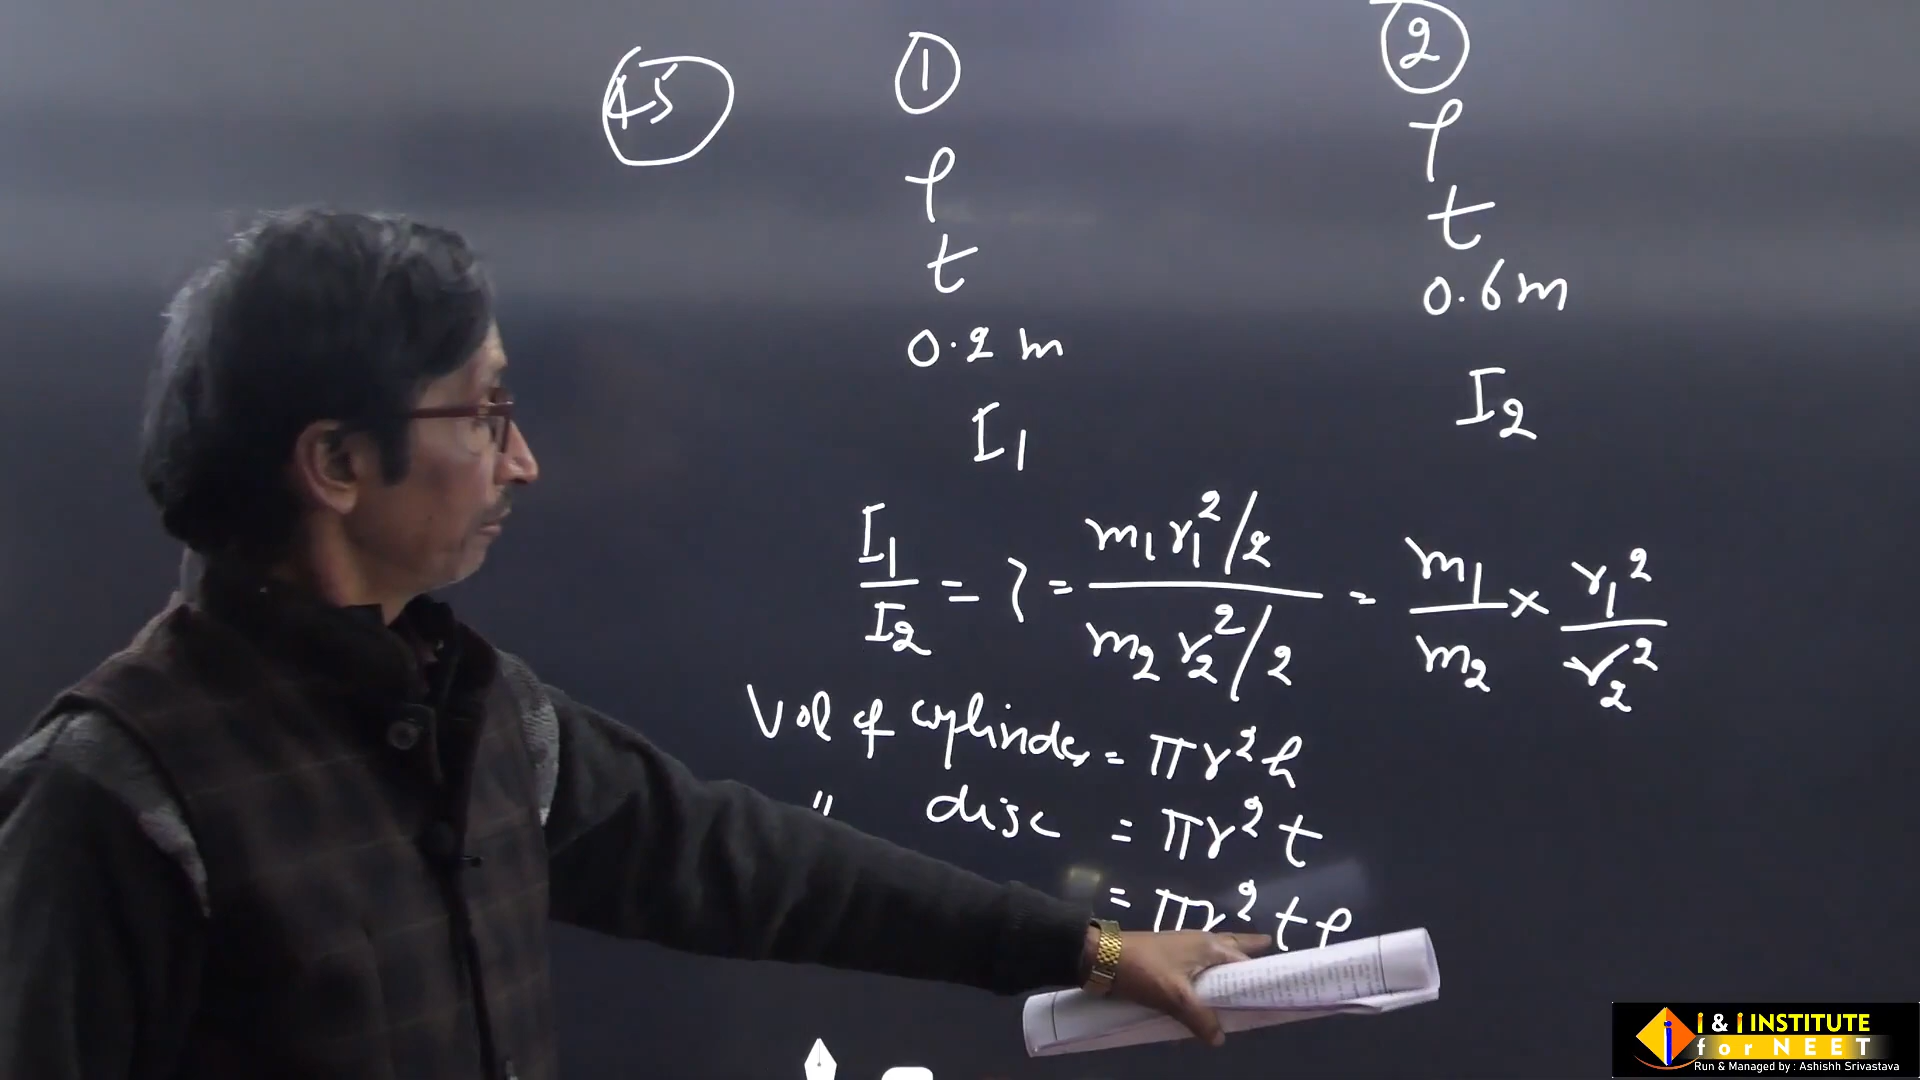 45 ① ②
ρ ρ
t t
0.2 m 0.6 m
I₁ I₂
I₁/I₂ = ? = (m₁r₁²/2)/(m₂r₂²/2) = m₁/m₂ × r₁²/r₂²
Vol of cylinder = πr²h
" disc = πr²t
= πr²tρ
i & i INSTITUTE
for NEET
Run & Managed by : Ashishh Srivastava